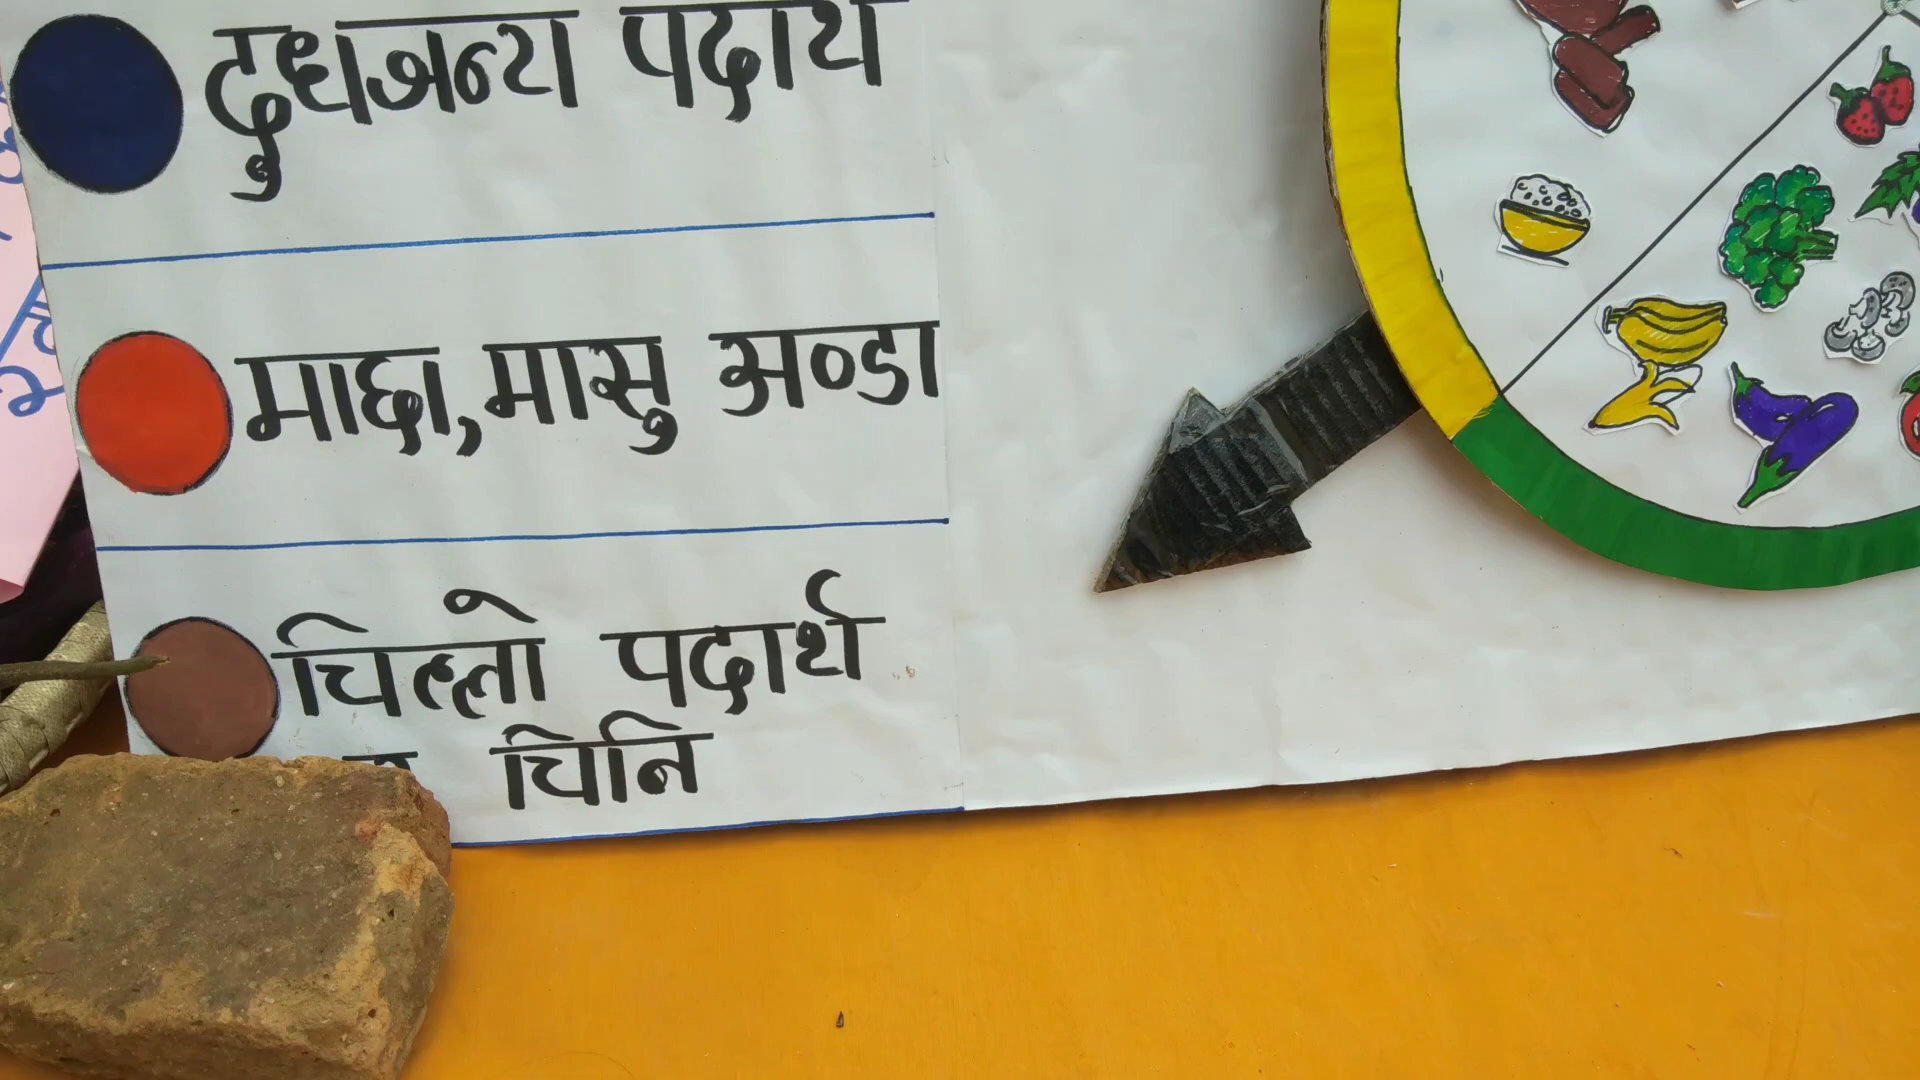 दुधजन्य पदार्थ
माछा, मासु अण्डा
चिल्लो पदार्थ
चिनि